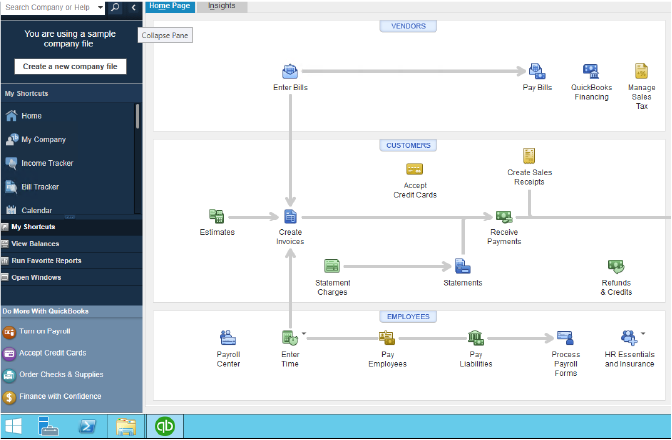 Search Company or Help
Home Page
Insights
You are using a sample
company file
Collapse Pane
Create a new company file
My Shortcuts
Home
My Company
Income Tracker
Bill Tracker
Calendar
My Shortcuts
View Balances
Run Favorite Reports
Open Windows
Do More With QuickBooks
Turn on Payroll
Accept Credit Cards
Order Checks & Supplies
Finance with Confidence
VENDORS
Enter Bills
Pay Bills
QuickBooks
Financing
Manage
Sales
Tax
CUSTOMERS
Accept
Credit Cards
Create Sales
Receipts
Estimates
Create
Invoices
Receive
Payments
Statement
Charges
Statements
Refunds
& Credits
EMPLOYEES
Payroll
Center
Enter
Time
Pay
Employees
Pay
Liabilities
Process
Payroll
Forms
HR Essentials
and Insurance
qb